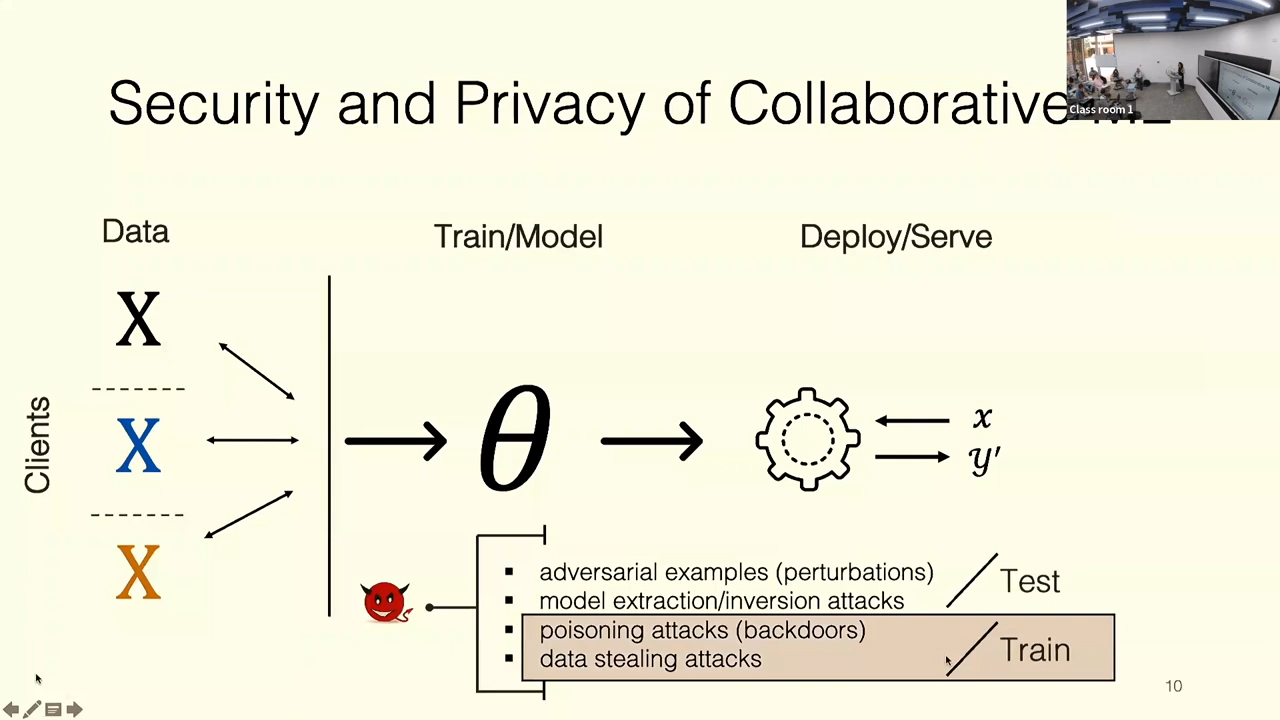 Security and Privacy of Collaborative
Class room 1
Data
Train/Model
Deploy/Serve
Clients
X
X
X
θ
x
y′
▪ adversarial examples (perturbations)
▪ model extraction/inversion attacks
Test
▪ poisoning attacks (backdoors)
▪ data stealing attacks
Train
10